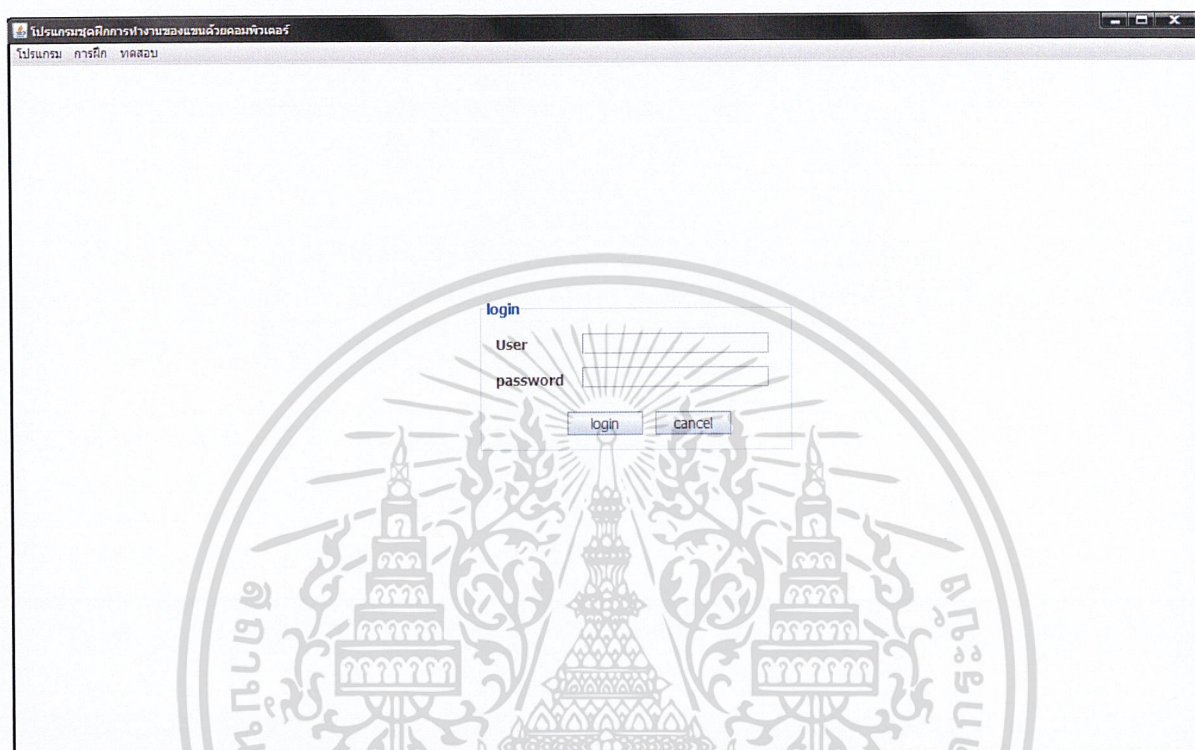 โปรแกรมชุดฝึกการทำงานของแขนด้วยคอมพิวเตอร์
โปรแกรม การฝึก ทดสอบ
login
User
password
login cancel